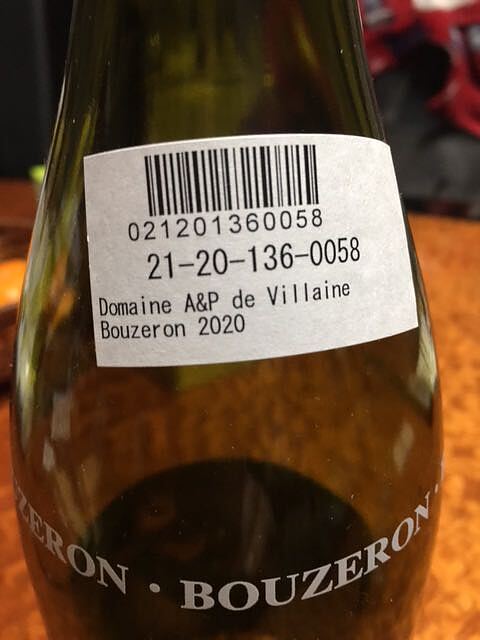 021201360058
21-20-136-0058
Domaine A&P de Villaine
Bouzeron 2020
ZERON · BOUZERON ·